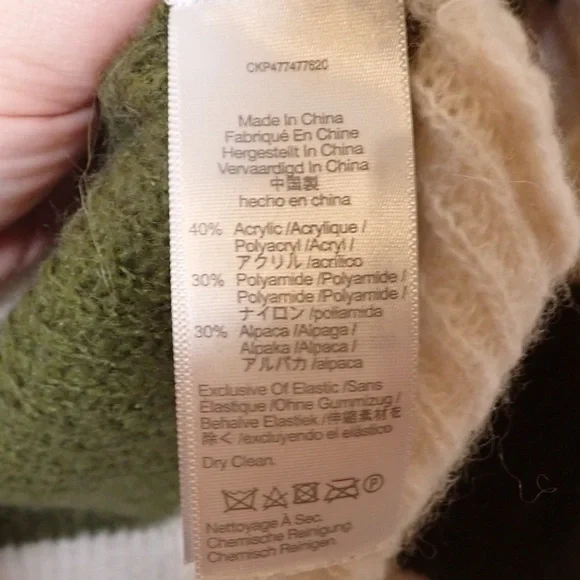 CKP477477620
Made In China
Fabriqué En Chine
Hergestellt In China
Vervaardigd In China
中国製
hecho en china
40% Acrylic /Acrylique /
Polyacryl /Acryl /
アクリル /acrílico
30% Polyamide /Polyamide /
Polyamide /Polyamide /
ナイロン /poliamida
30% Alpaca /Alpaga /
Alpaka /Alpaca /
アルパカ /alpaca
Exclusive Of Elastic /Sans
Elastique /Ohne Gummizug /
Behalve Elastiek /伸縮素材を
除く /excluyendo el elástico
Dry Clean.
P
Nettoyage À Sec.
Chemische Reinigung
Chemisch Reinigen.